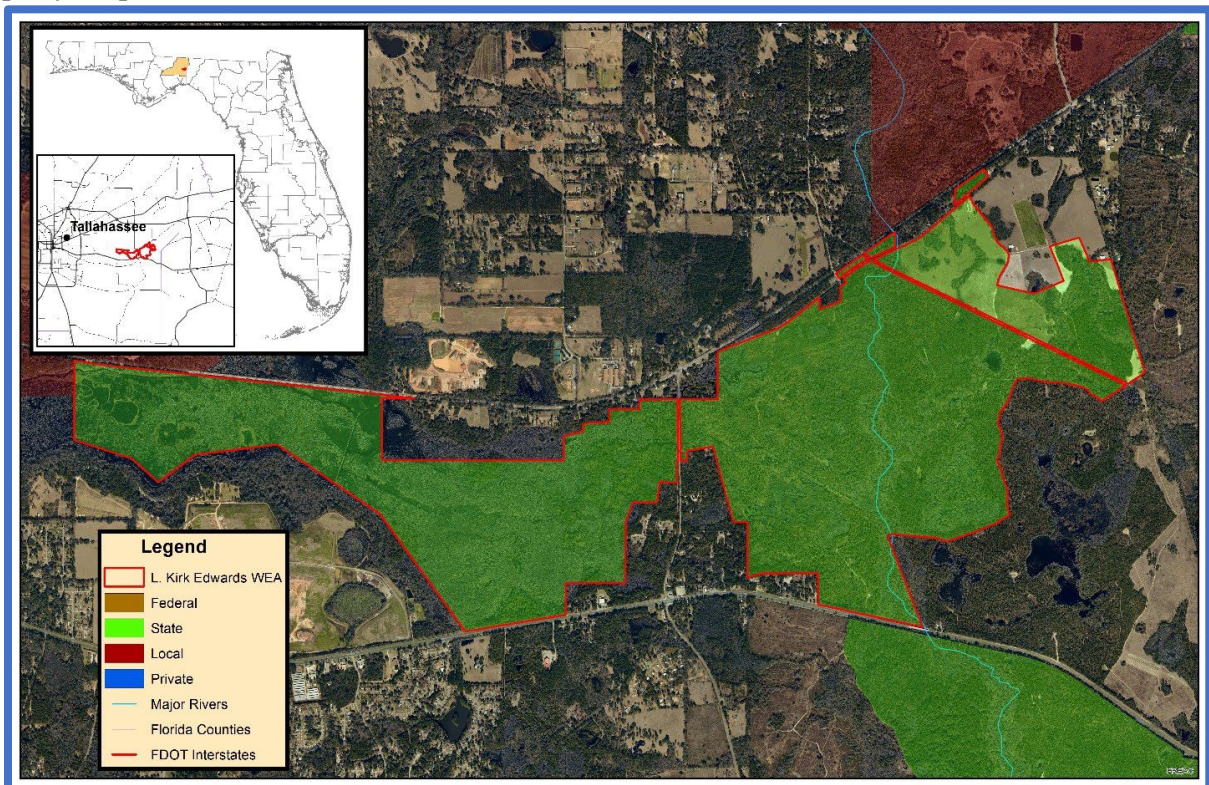 Tallahassee
Legend
L. Kirk Edwards WEA
Federal
State
Local
Private
Major Rivers
Florida Counties
FDOT Interstates